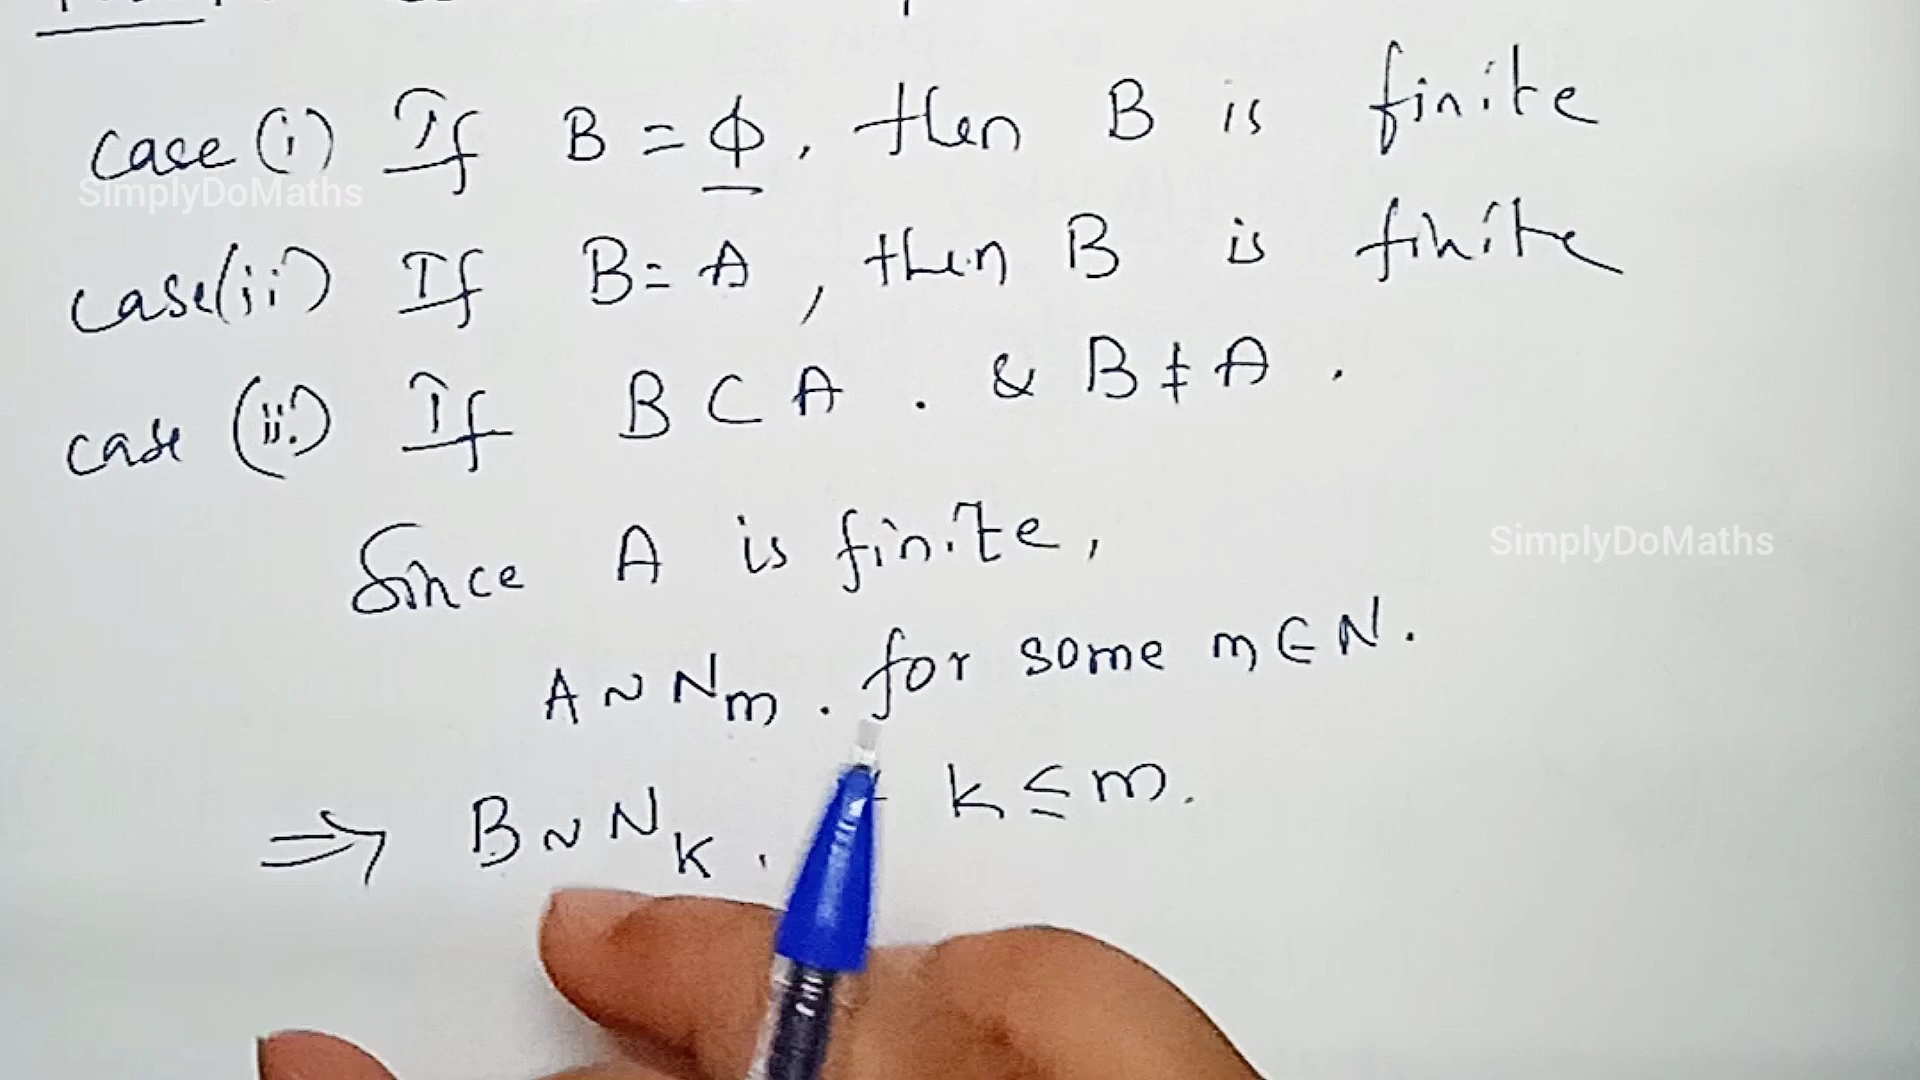 case (i) If B = ϕ, then B is finite
SimplyDoMaths
case(ii) If B = A, then B is finite
case (iii) If B ⊂ A . & B ≠ A .
Since A is finite,
SimplyDoMaths
A ~ Nm . for some m ∈ N.
⇒ B ~ Nk . k ≤ m.